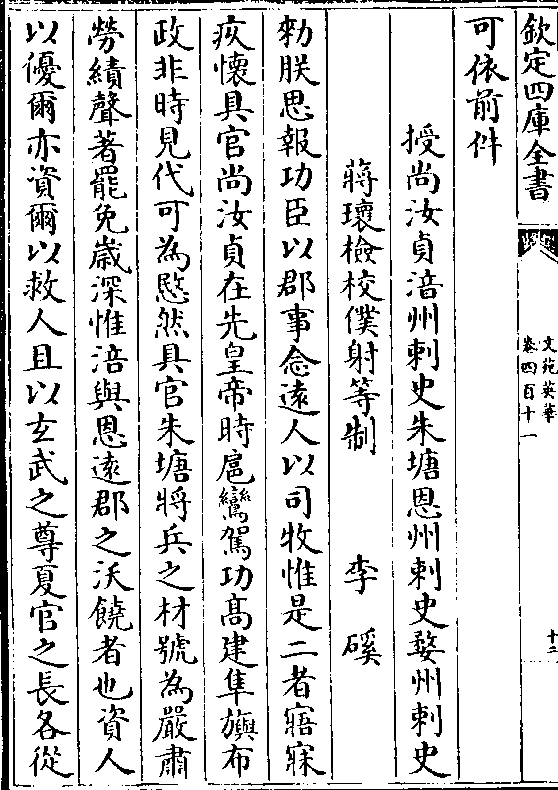 欽定四庫全書
文苑英華
卷四百十一
十二
可依前件
授尚汝貞涪州刺史朱塘恩州刺史婺州刺史
蔣瓌檢校僕射等制
李磎
勑朕思報功臣以郡事念遠人以司牧惟是二者寤寐
疚懷具官尚汝貞在先皇帝時扈鸞駕功髙建隼旟布
政非時見代可為愍然具官朱塘將兵之材號為嚴肅
勞績聲著罷免嵗深惟涪與恩逺郡之沃饒者也資人
以優爾亦資爾以救人且以玄武之尊夏官之長各從